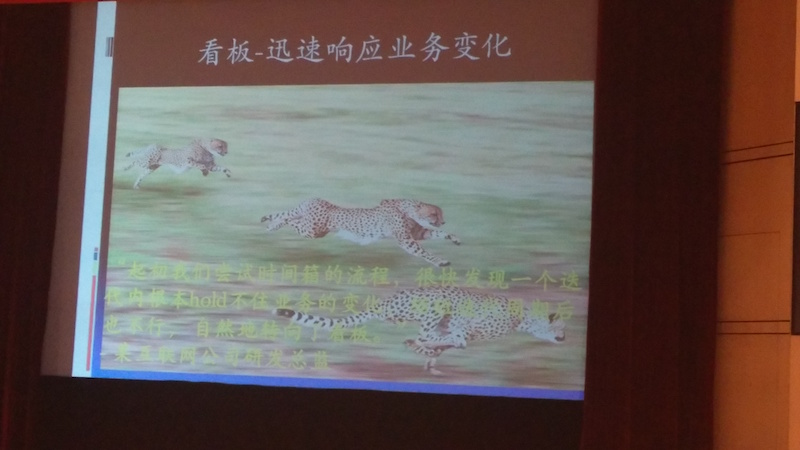 看板-迅速响应业务变化
“起初我们尝试时间箱的流程，很快发现一个迭
代内根本hold不住业务的变化，周期后
也不行，自然地转向了看板。”
-某互联网公司研发总监